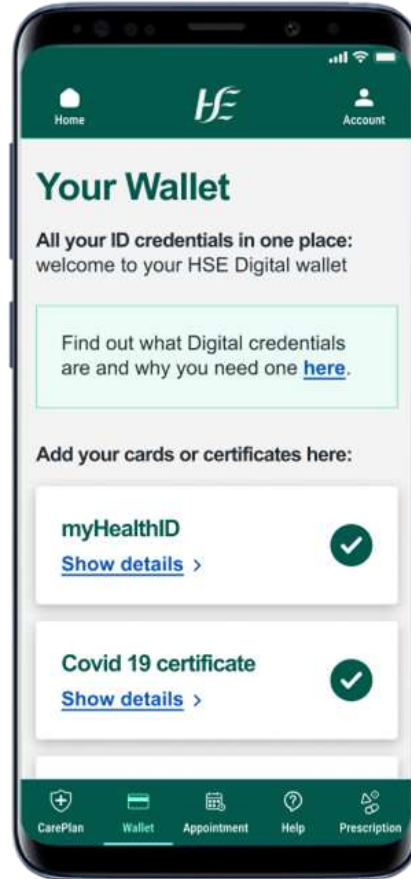 Home
HSE
Account
Your Wallet
All your ID credentials in one place:
welcome to your HSE Digital wallet
Find out what Digital credentials
are and why you need one here.
Add your cards or certificates here:
myHealthID
Show details >
Covid 19 certificate
Show details >
CarePlan
Wallet
Appointment
Help
Prescription